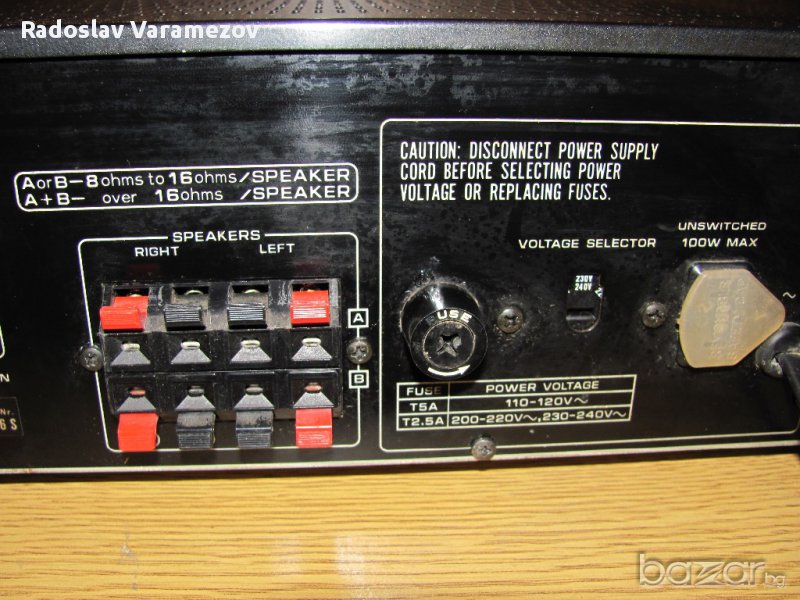 Radoslav Varamezov
A or B – 8 ohms to 16 ohms / SPEAKER
A + B – over 16 ohms / SPEAKER
SPEAKERS
RIGHT LEFT
A
B
CAUTION: DISCONNECT POWER SUPPLY
CORD BEFORE SELECTING POWER
VOLTAGE OR REPLACING FUSES.
VOLTAGE SELECTOR
UNSWITCHED
100W MAX
230V
240V
~
FUSE
FUSE POWER VOLTAGE
T5A 110-120V~
T2.5A 200-220V~, 230-240V~
N
Nr.
6 S
bazar.bg